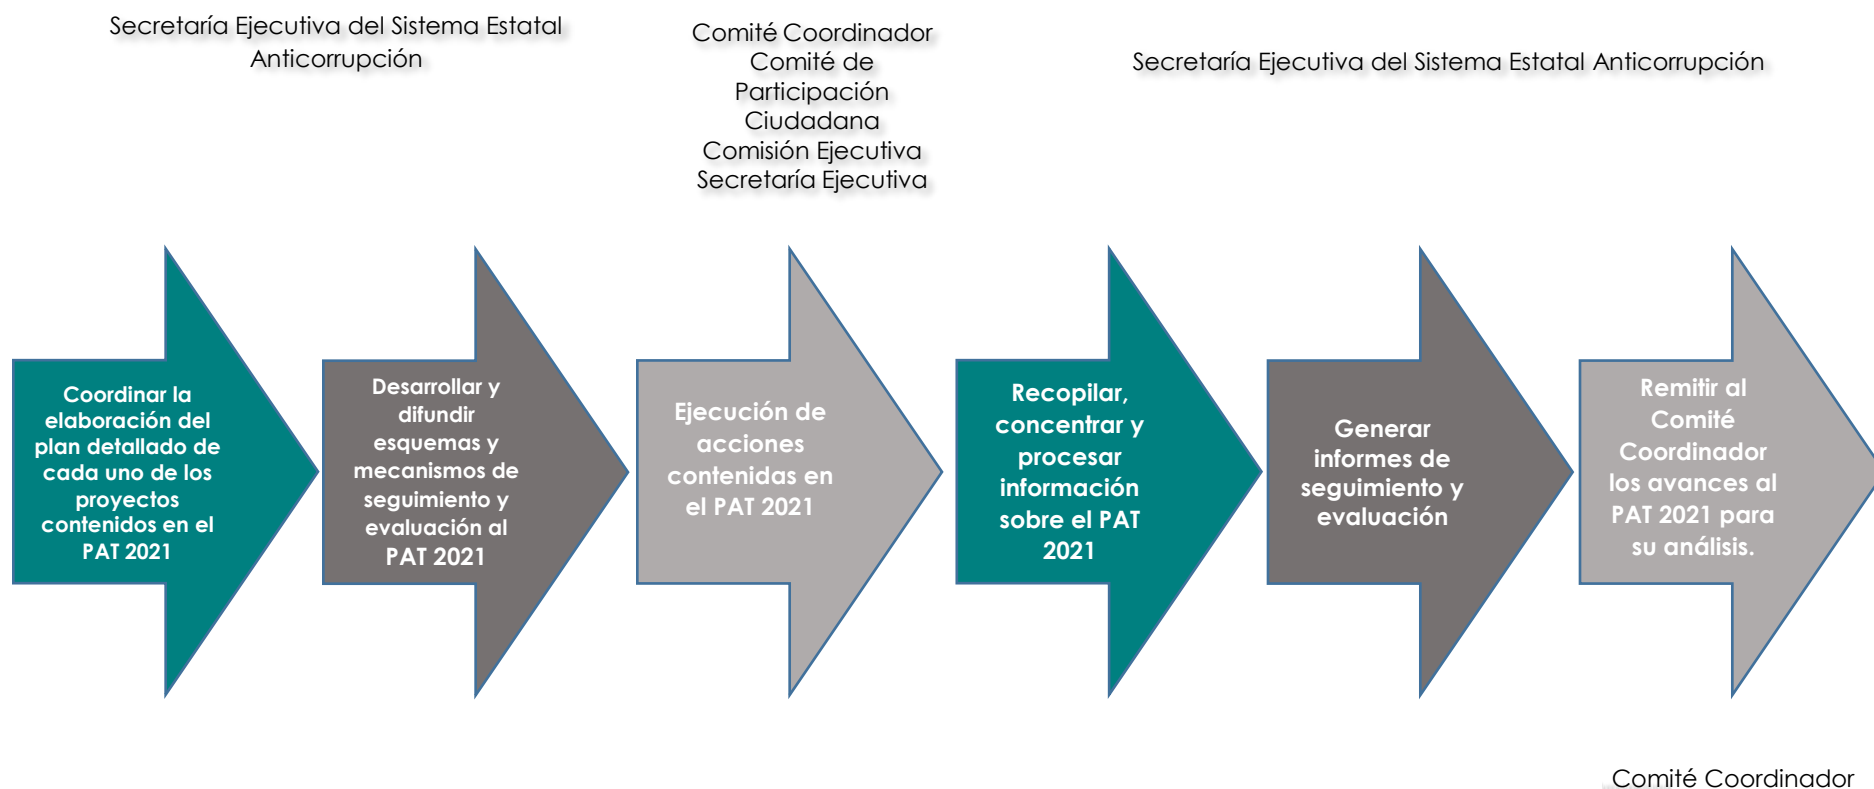 Secretaría Ejecutiva del Sistema Estatal
Anticorrupción
Comité Coordinador
Comité de
Participación
Ciudadana
Comisión Ejecutiva
Secretaría Ejecutiva
Secretaría Ejecutiva del Sistema Estatal Anticorrupción
Coordinar la
elaboración del
plan detallado de
cada uno de los
proyectos
contenidos en el
PAT 2021
Desarrollar y
difundir
esquemas y
mecanismos de
seguimiento y
evaluación al
PAT 2021
Ejecución de
acciones
contenidas en
el PAT 2021
Recopilar,
concentrar y
procesar
información
sobre el PAT
2021
Generar
informes de
seguimiento y
evaluación
Remitir al
Comité
Coordinador
los avances al
PAT 2021 para
su análisis.
Comité Coordinador